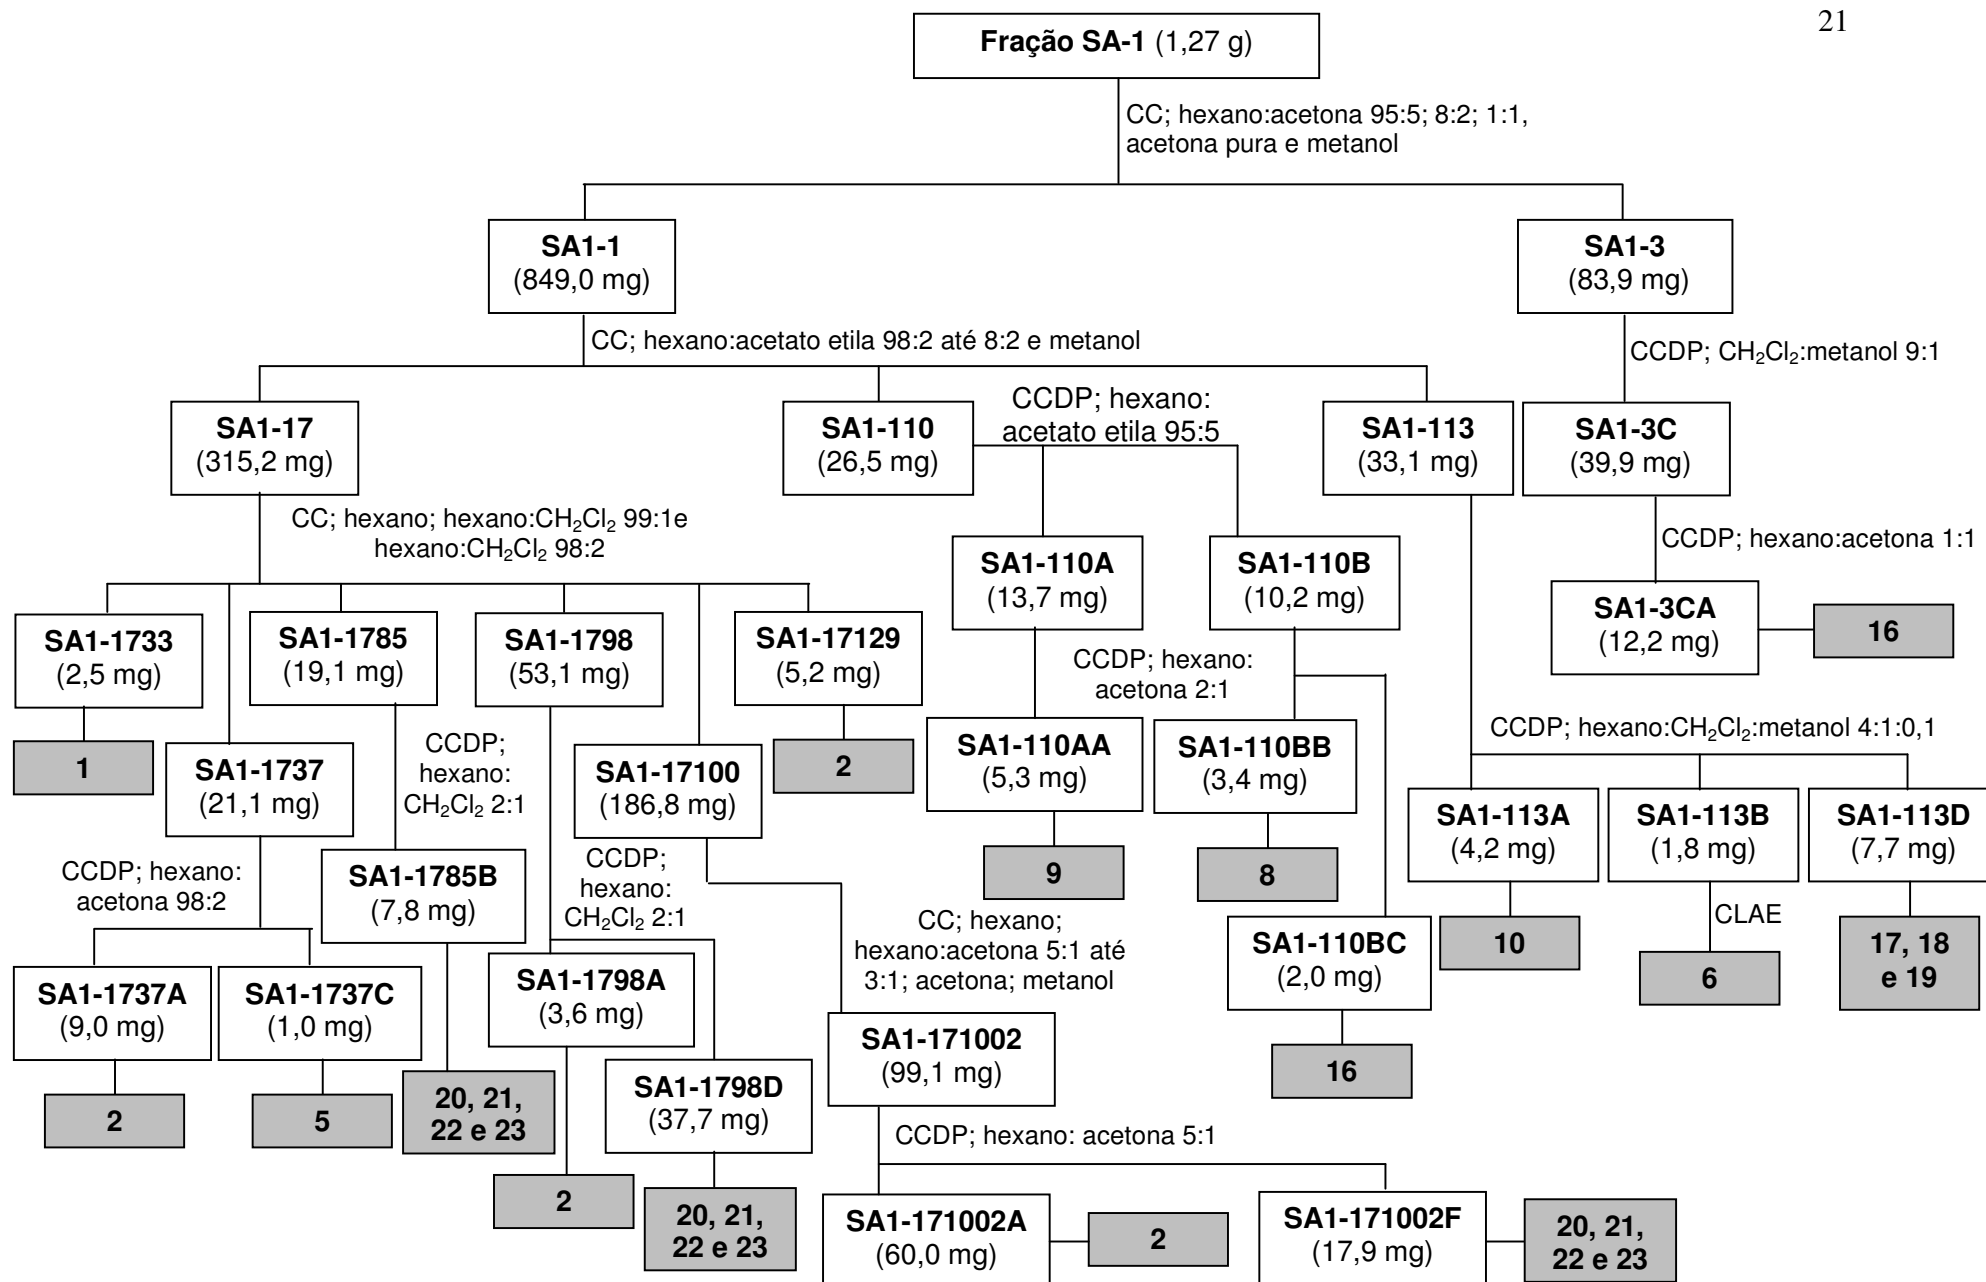 21
Fração SA-1 (1,27 g)
CC; hexano:acetona 95:5; 8:2; 1:1,
acetona pura e metanol
SA1-1
(849,0 mg)
SA1-3
(83,9 mg)
CC; hexano:acetato etila 98:2 até 8:2 e metanol
CCDP; CH₂Cl₂:metanol 9:1
SA1-17
(315,2 mg)
SA1-110
(26,5 mg)
CCDP; hexano:
acetato etila 95:5
SA1-113
(33,1 mg)
SA1-3C
(39,9 mg)
CC; hexano; hexano:CH₂Cl₂ 99:1e
hexano:CH₂Cl₂ 98:2
SA1-110A
(13,7 mg)
SA1-110B
(10,2 mg)
CCDP; hexano:acetona 1:1
SA1-3CA
(12,2 mg)
16
SA1-1733
(2,5 mg)
SA1-1785
(19,1 mg)
SA1-1798
(53,1 mg)
SA1-17129
(5,2 mg)
CCDP; hexano:
acetona 2:1
1
SA1-1737
(21,1 mg)
CCDP;
hexano:
CH₂Cl₂ 2:1
SA1-17100
(186,8 mg)
2
SA1-110AA
(5,3 mg)
SA1-110BB
(3,4 mg)
CCDP; hexano:CH₂Cl₂:metanol 4:1:0,1
SA1-113A
(4,2 mg)
SA1-113B
(1,8 mg)
SA1-113D
(7,7 mg)
CCDP; hexano:
acetona 98:2
SA1-1785B
(7,8 mg)
CCDP;
hexano:
CH₂Cl₂ 2:1
9
8
CC; hexano;
hexano:acetona 5:1 até
3:1; acetona; metanol
SA1-110BC
(2,0 mg)
10
CLAE
6
17, 18
e 19
SA1-1737A
(9,0 mg)
SA1-1737C
(1,0 mg)
SA1-1798A
(3,6 mg)
SA1-171002
(99,1 mg)
16
2
5
20, 21,
22 e 23
SA1-1798D
(37,7 mg)
CCDP; hexano: acetona 5:1
2
20, 21,
22 e 23
SA1-171002A
(60,0 mg)
2
SA1-171002F
(17,9 mg)
20, 21,
22 e 23